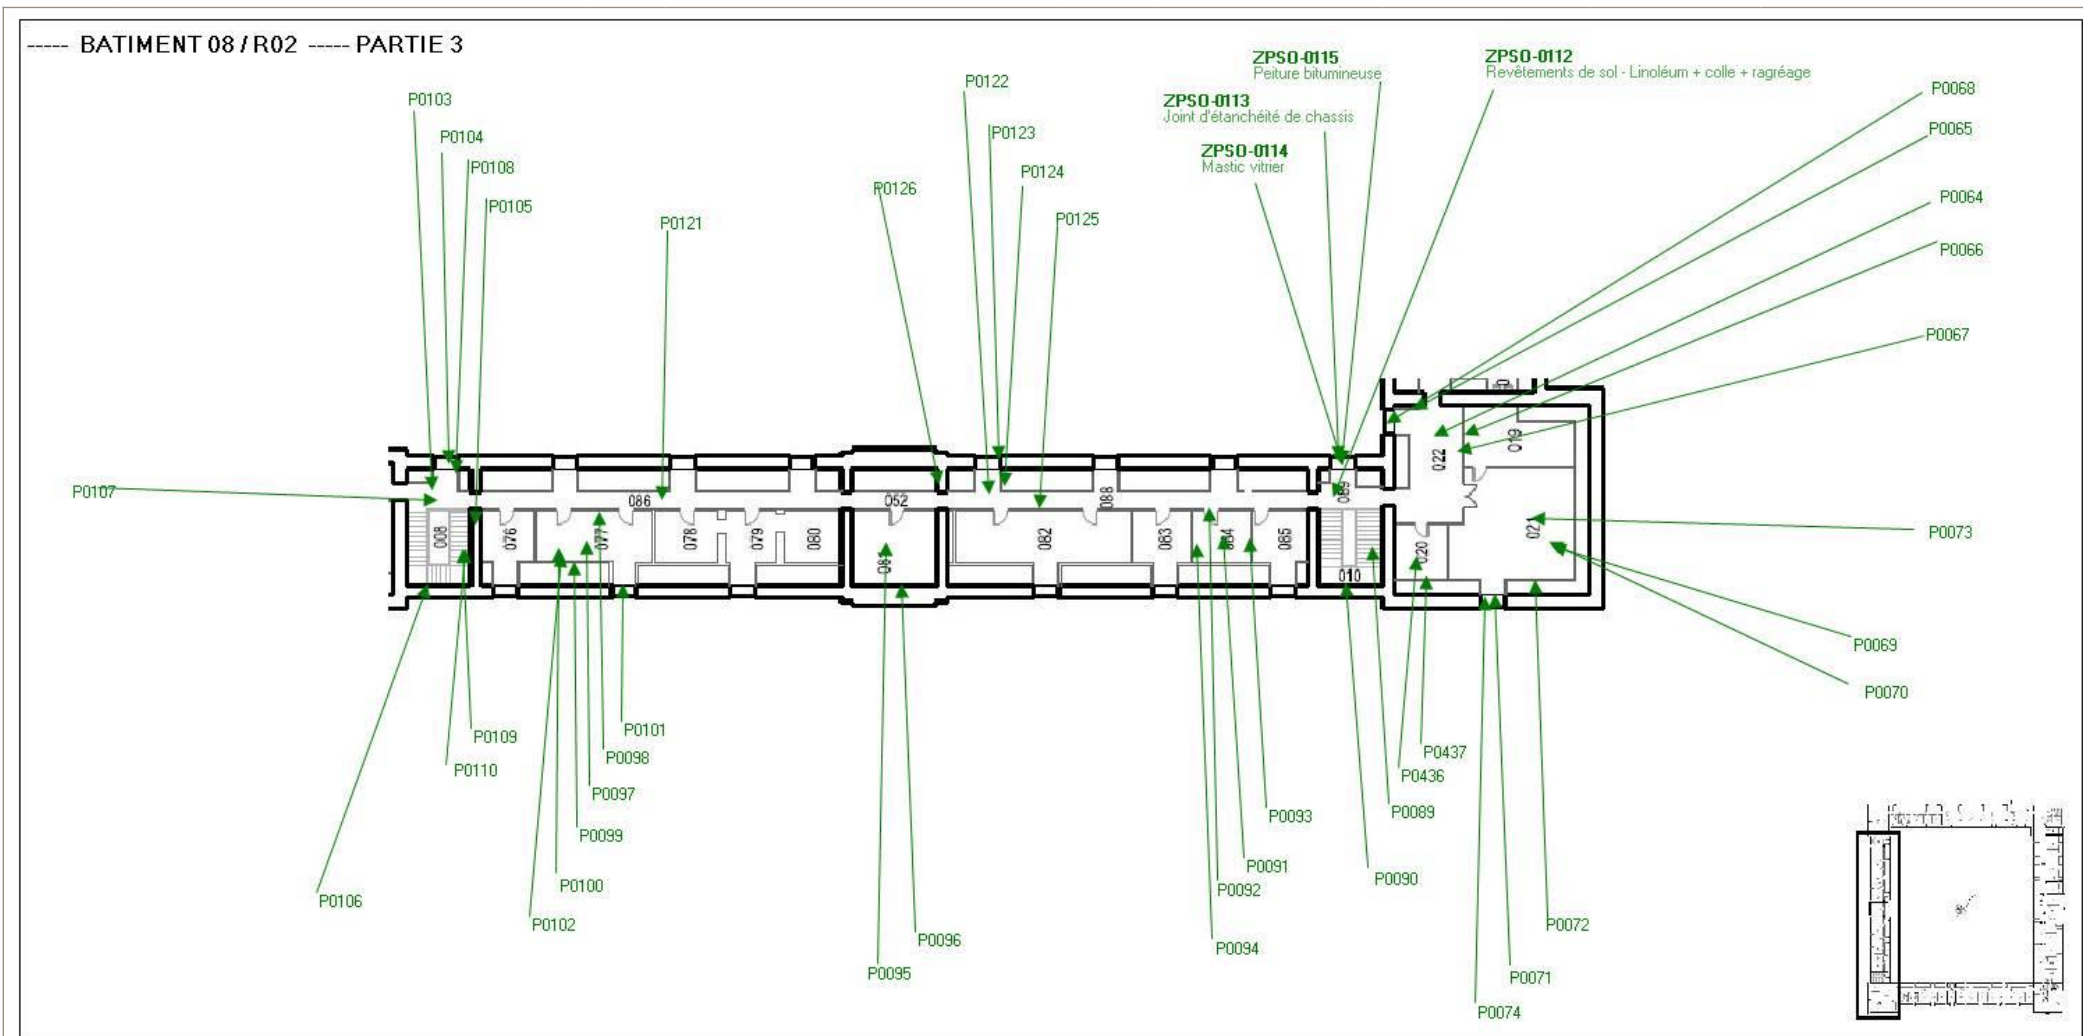 ----- BATIMENT 08 / R02 ----- PARTIE 3
ZPSO-0115
Peiture bitumineuse
ZPSO-0112
Revêtements de sol - Linoléum + colle + ragréage
ZPSO-0113
Joint d'étanchéité de chassis
ZPSO-0114
Mastic vitrier
P0103
P0104
P0108
P0105
P0121
P0126
P0122
P0123
P0124
P0125
P0068
P0065
P0064
P0066
P0067
P0107
086
052
088
089
022
019
008
076
077
078
079
080
081
082
083
084
085
010
020
021
P0073
P0069
P0070
P0109
P0110
P0101
P0098
P0097
P0099
P0100
P0102
P0106
P0095
P0096
P0094
P0092
P0091
P0093
P0090
P0089
P0436
P0437
P0072
P0071
P0074